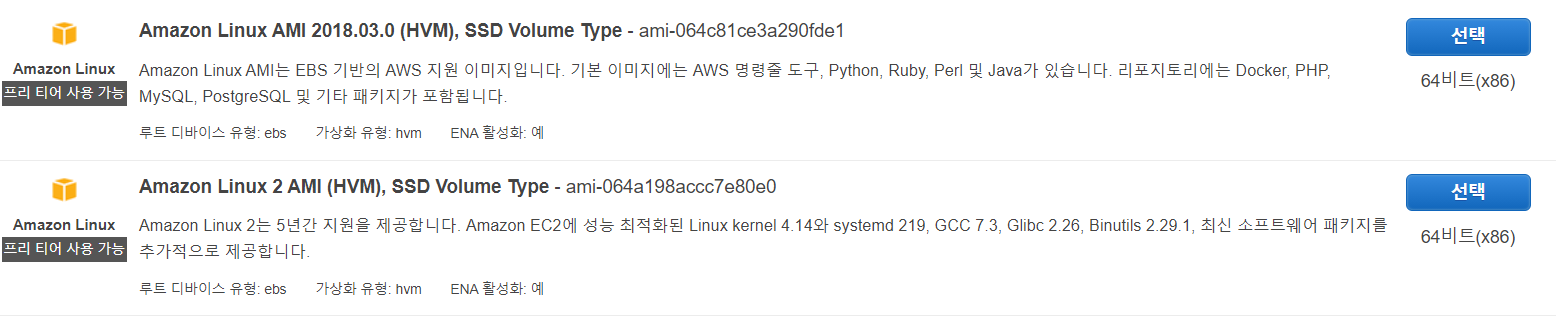 Amazon Linux AMI 2018.03.0 (HVM), SSD Volume Type - ami-064c81ce3a290fde1
선택
Amazon Linux
프리 티어 사용 가능
Amazon Linux AMI는 EBS 기반의 AWS 지원 이미지입니다. 기본 이미지에는 AWS 명령줄 도구, Python, Ruby, Perl 및 Java가 있습니다. 리포지토리에는 Docker, PHP,
MySQL, PostgreSQL 및 기타 패키지가 포함됩니다.
64비트(x86)
루트 디바이스 유형: ebs 가상화 유형: hvm ENA 활성화: 예
Amazon Linux 2 AMI (HVM), SSD Volume Type - ami-064a198accc7e80e0
선택
Amazon Linux
프리 티어 사용 가능
Amazon Linux 2는 5년간 지원을 제공합니다. Amazon EC2에 성능 최적화된 Linux kernel 4.14와 systemd 219, GCC 7.3, Glibc 2.26, Binutils 2.29.1, 최신 소프트웨어 패키지를
추가적으로 제공합니다.
64비트(x86)
루트 디바이스 유형: ebs 가상화 유형: hvm ENA 활성화: 예